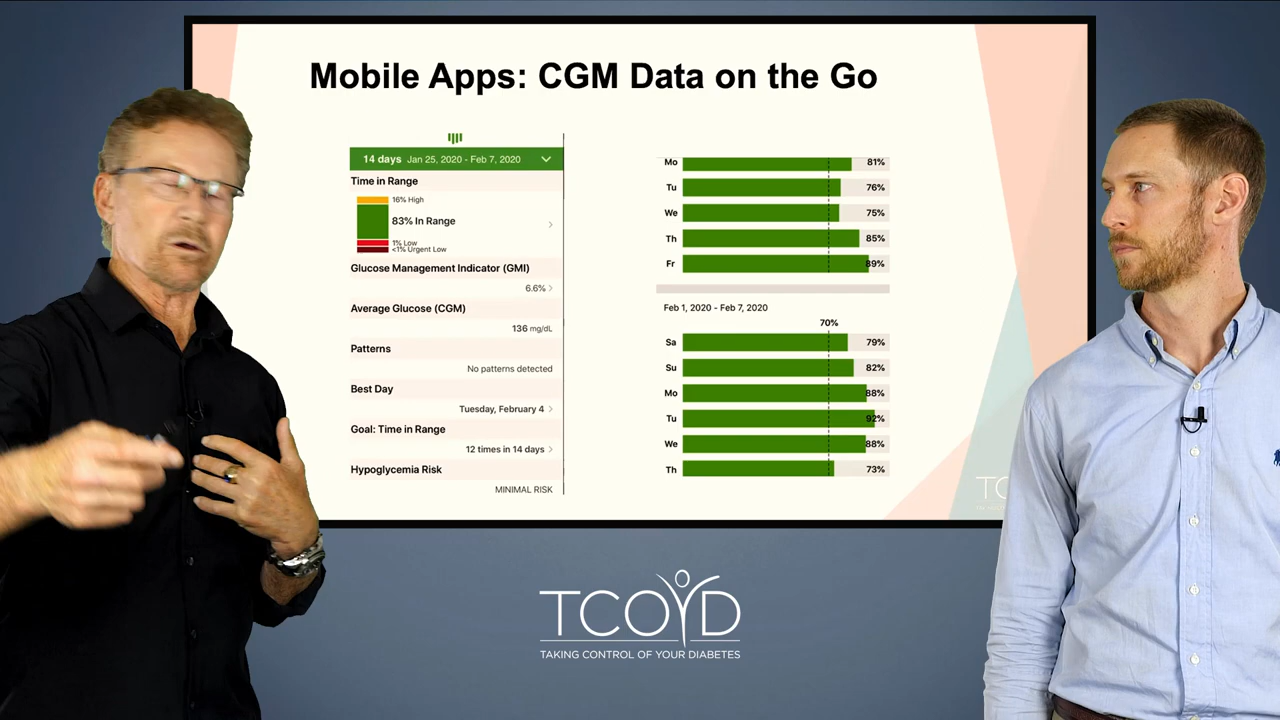 Mobile Apps: CGM Data on the Go
14 days Jan 25, 2020 - Feb 7, 2020
Time in Range
16% High
83% In Range
1% Low
<1% Urgent Low
Glucose Management Indicator (GMI)
6.6%
Average Glucose (CGM)
136 mg/dL
Patterns
No patterns detected
Best Day
Tuesday, February 4
Goal: Time in Range
12 times in 14 days
Hypoglycemia Risk
MINIMAL RISK
Mo 81%
Tu 76%
We 75%
Th 85%
Fr 89%
Feb 1, 2020 - Feb 7, 2020
70%
Sa 79%
Su 82%
Mo 88%
Tu 92%
We 88%
Th 73%
TC
TCOYD
TAKING CONTROL OF YOUR DIABETES